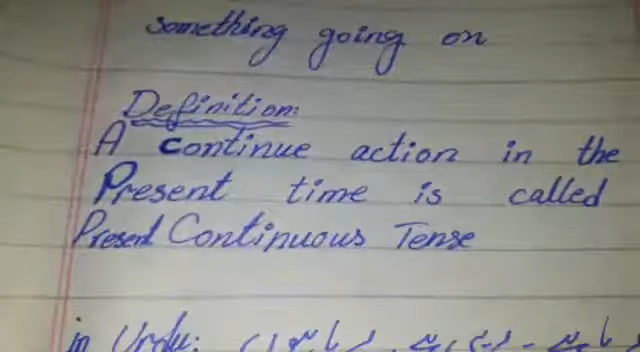 something going on
Definition:
A continue action in the
Present time is called
Present Continuous Tense
in Urdu: